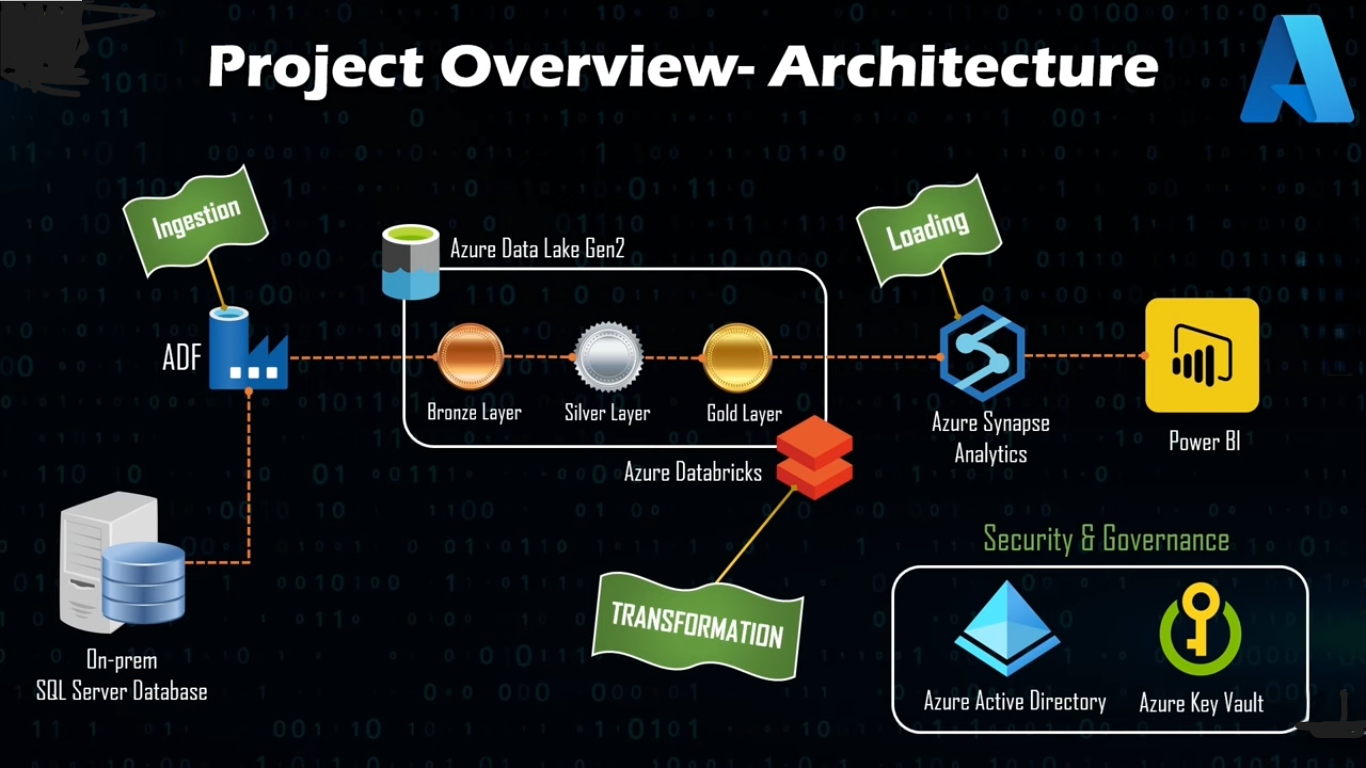 Project Overview- Architecture
Ingestion
Loading
Azure Data Lake Gen2
ADF
Bronze Layer
Silver Layer
Gold Layer
Azure Synapse
Analytics
Power BI
Azure Databricks
TRANSFORMATION
On-prem
SQL Server Database
Security & Governance
Azure Active Directory
Azure Key Vault